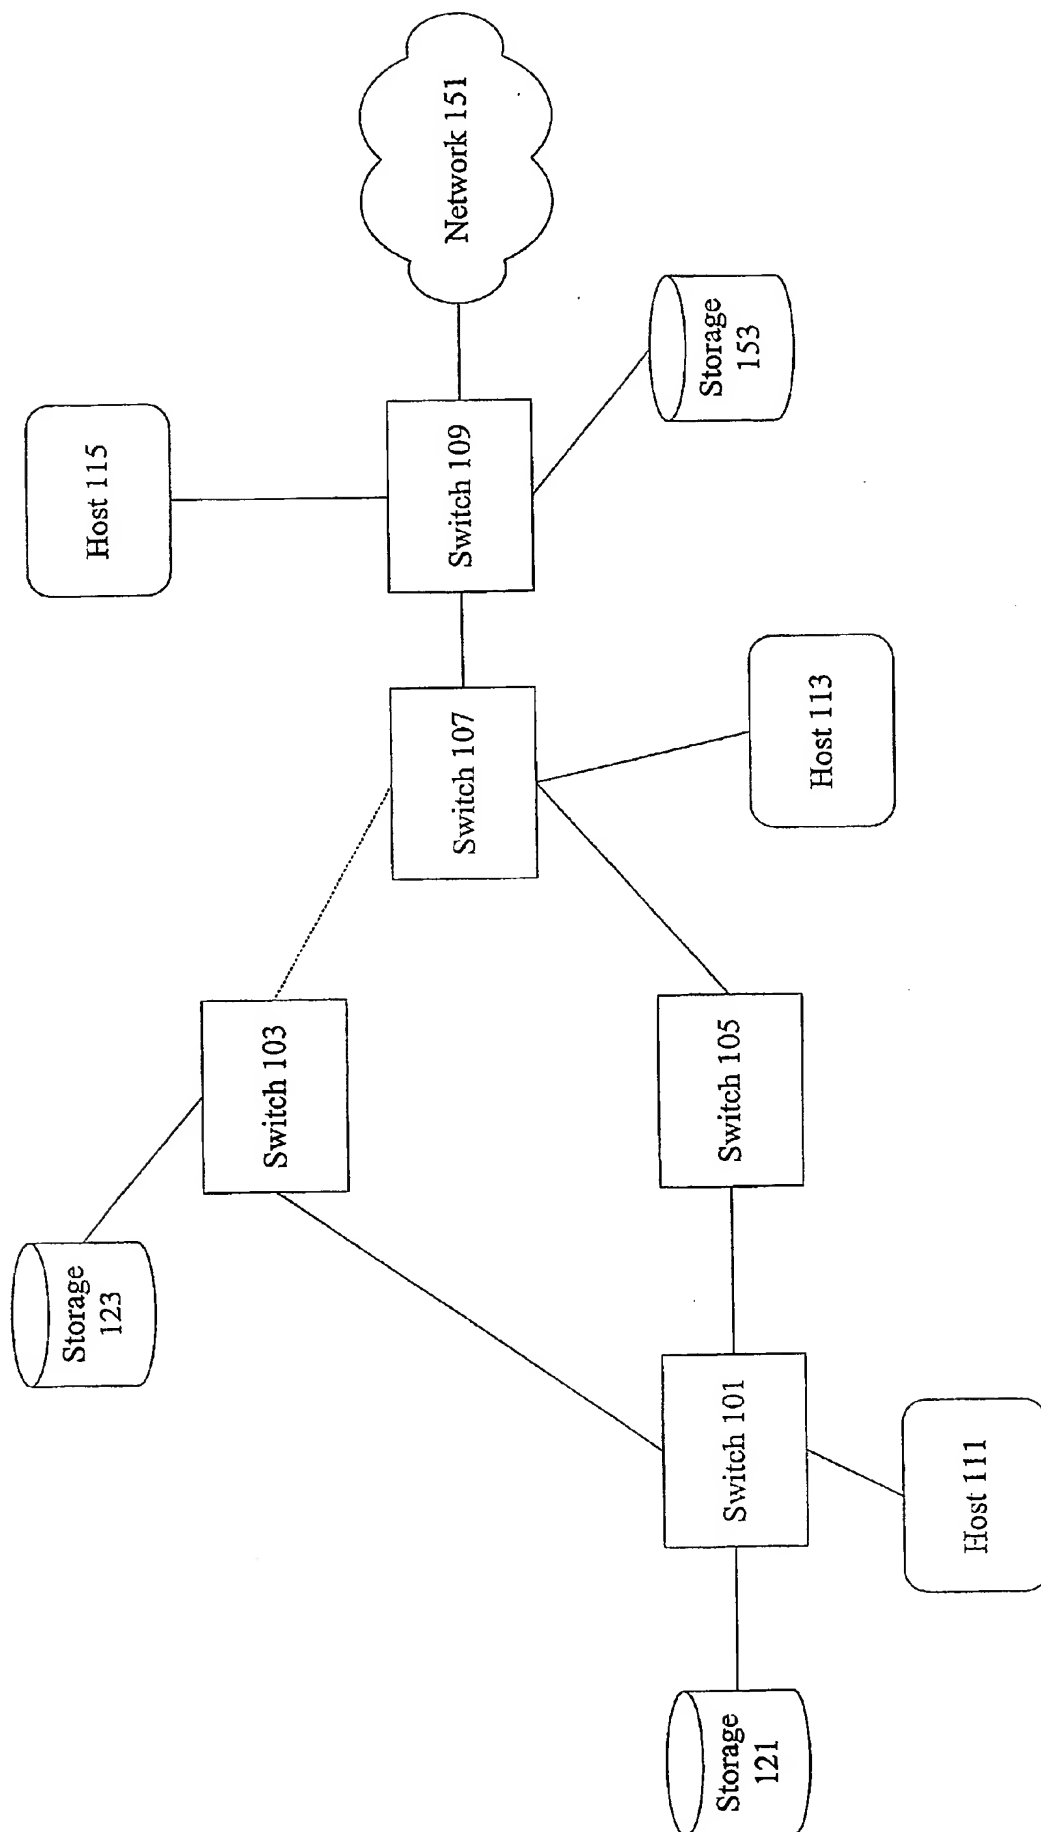 Storage
123
Host 115
Switch 103
Network 151
Switch 107
Switch 109
Storage
121
Switch 101
Switch 105
Storage
153
Host 113
Host 111